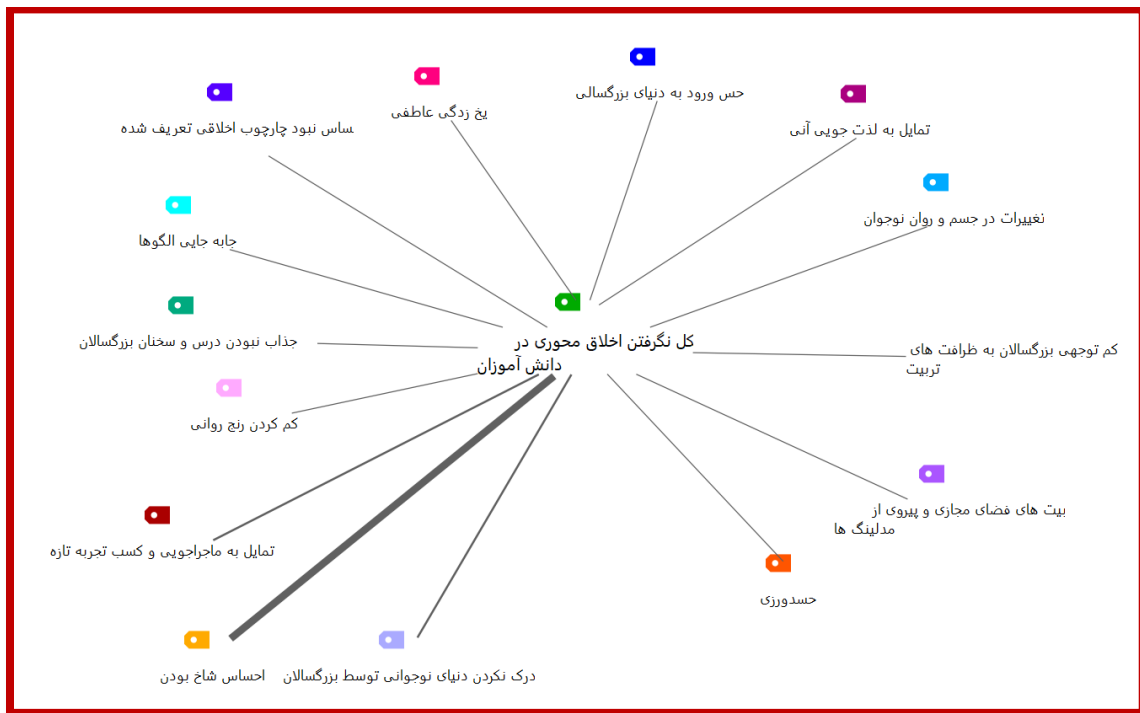 حس ورود به دنیای بزرگسالی
یخ زدگی عاطفی
تمایل به لذت جویی آنی
ساس نبود چارچوب اخلاقی تعریف شده
تغییرات در جسم و روان نوجوان
جابه جایی الگوها
کل نگرفتن اخلاق محوری در
دانش آموزان
جذاب نبودن درس و سخنان بزرگسالان
کم توجهی بزرگسالان به ظرافت های
تربیت
کم کردن رنج روانی
بیت های فضای مجازی و پیروی از
مدلینگ ها
تمایل به ماجراجویی و کسب تجربه تازه
حسدورزی
درک نکردن دنیای نوجوانی توسط بزرگسالان
احساس شاخ بودن